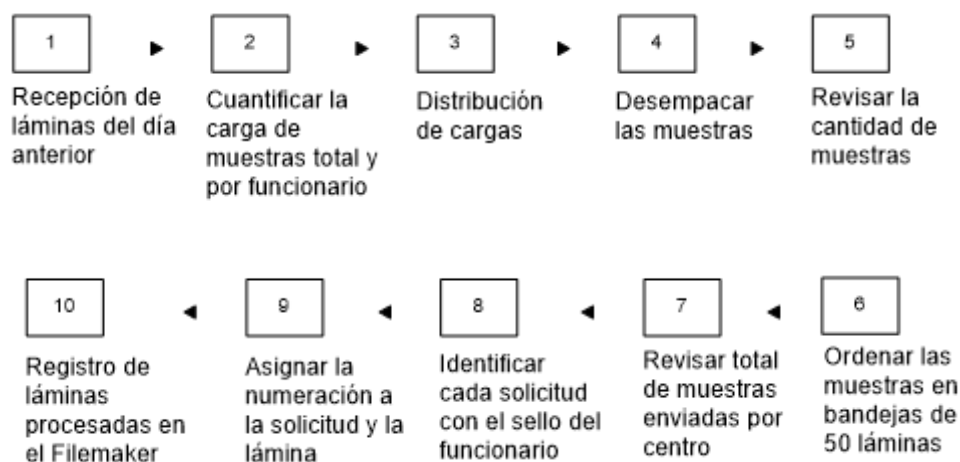 1
2
3
4
5
Recepción de
láminas del día
anterior
Cuantificar la
carga de
muestras total y
por funcionario
Distribución
de cargas
Desempacar
las muestras
Revisar la
cantidad de
muestras
10
9
8
7
6
Registro de
láminas
procesadas en
el Filemaker
Asignar la
numeración a
la solicitud y la
lámina
Identificar
cada solicitud
con el sello del
funcionario
Revisar total
de muestras
enviadas por
centro
Ordenar las
muestras en
bandejas de
50 láminas